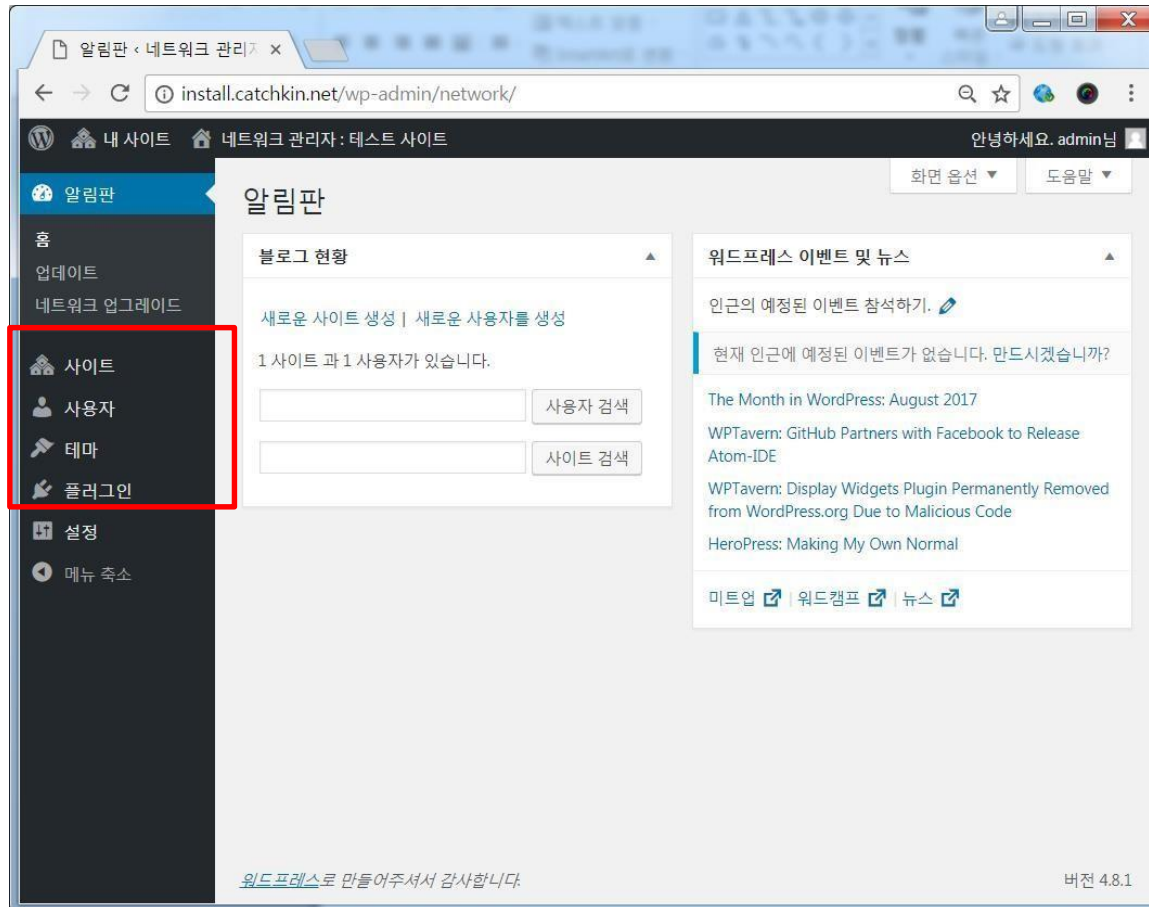 알림판 ‹ 네트워크 관리자
install.catchkin.net/wp-admin/network/
내 사이트 네트워크 관리자 : 테스트 사이트 안녕하세요. admin님
화면 옵션 ▼ 도움말 ▼
알림판
홈
업데이트
네트워크 업그레이드
사이트
사용자
테마
플러그인
설정
메뉴 축소
알림판
블로그 현황
새로운 사이트 생성 | 새로운 사용자를 생성
1 사이트 과 1 사용자가 있습니다.
사용자 검색
사이트 검색
워드프레스 이벤트 및 뉴스
인근의 예정된 이벤트 참석하기.
현재 인근에 예정된 이벤트가 없습니다. 만드시겠습니까?
The Month in WordPress: August 2017
WPTavern: GitHub Partners with Facebook to Release
Atom-IDE
WPTavern: Display Widgets Plugin Permanently Removed
from WordPress.org Due to Malicious Code
HeroPress: Making My Own Normal
미트업 | 워드캠프 | 뉴스
워드프레스로 만들어주셔서 감사합니다.
버전 4.8.1